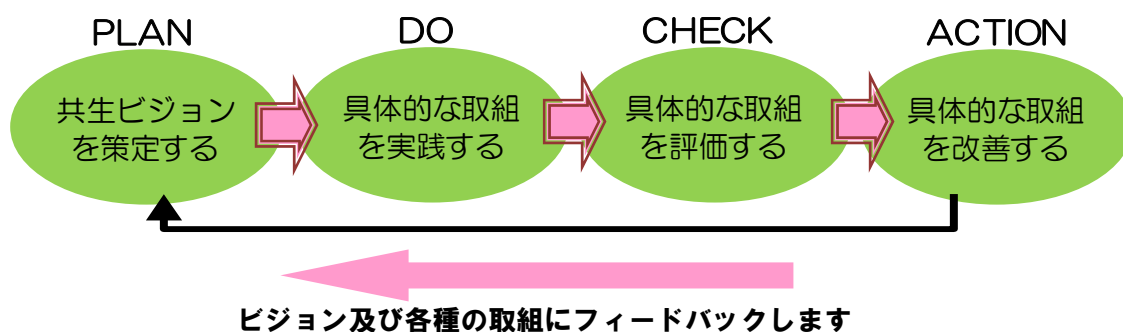 PLAN
DO
CHECK
ACTION
共生ビジョン
を策定する
具体的な取組
を実践する
具体的な取組
を評価する
具体的な取組
を改善する
ビジョン及び各種の取組にフィードバックします